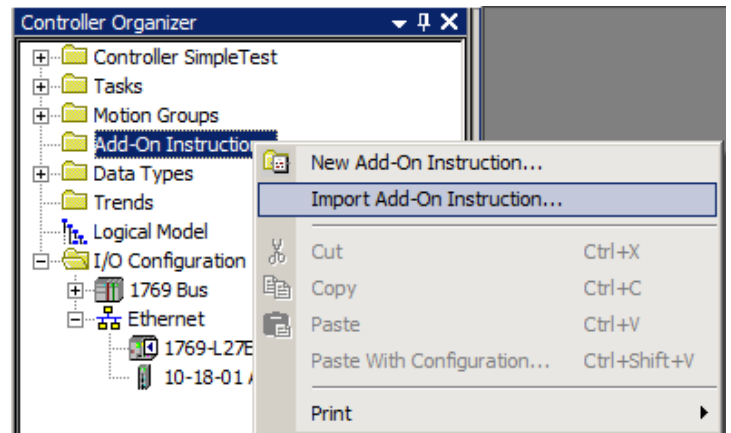 Controller Organizer
Controller SimpleTest
Tasks
Motion Groups
Add-On Instruction
New Add-On Instruction...
Data Types
Import Add-On Instruction...
Trends
Logical Model
Cut Ctrl+X
I/O Configuration
1769 Bus
Copy Ctrl+C
Ethernet
Paste Ctrl+V
1769-L27E
Paste With Configuration... Ctrl+Shift+V
10-18-01
Print